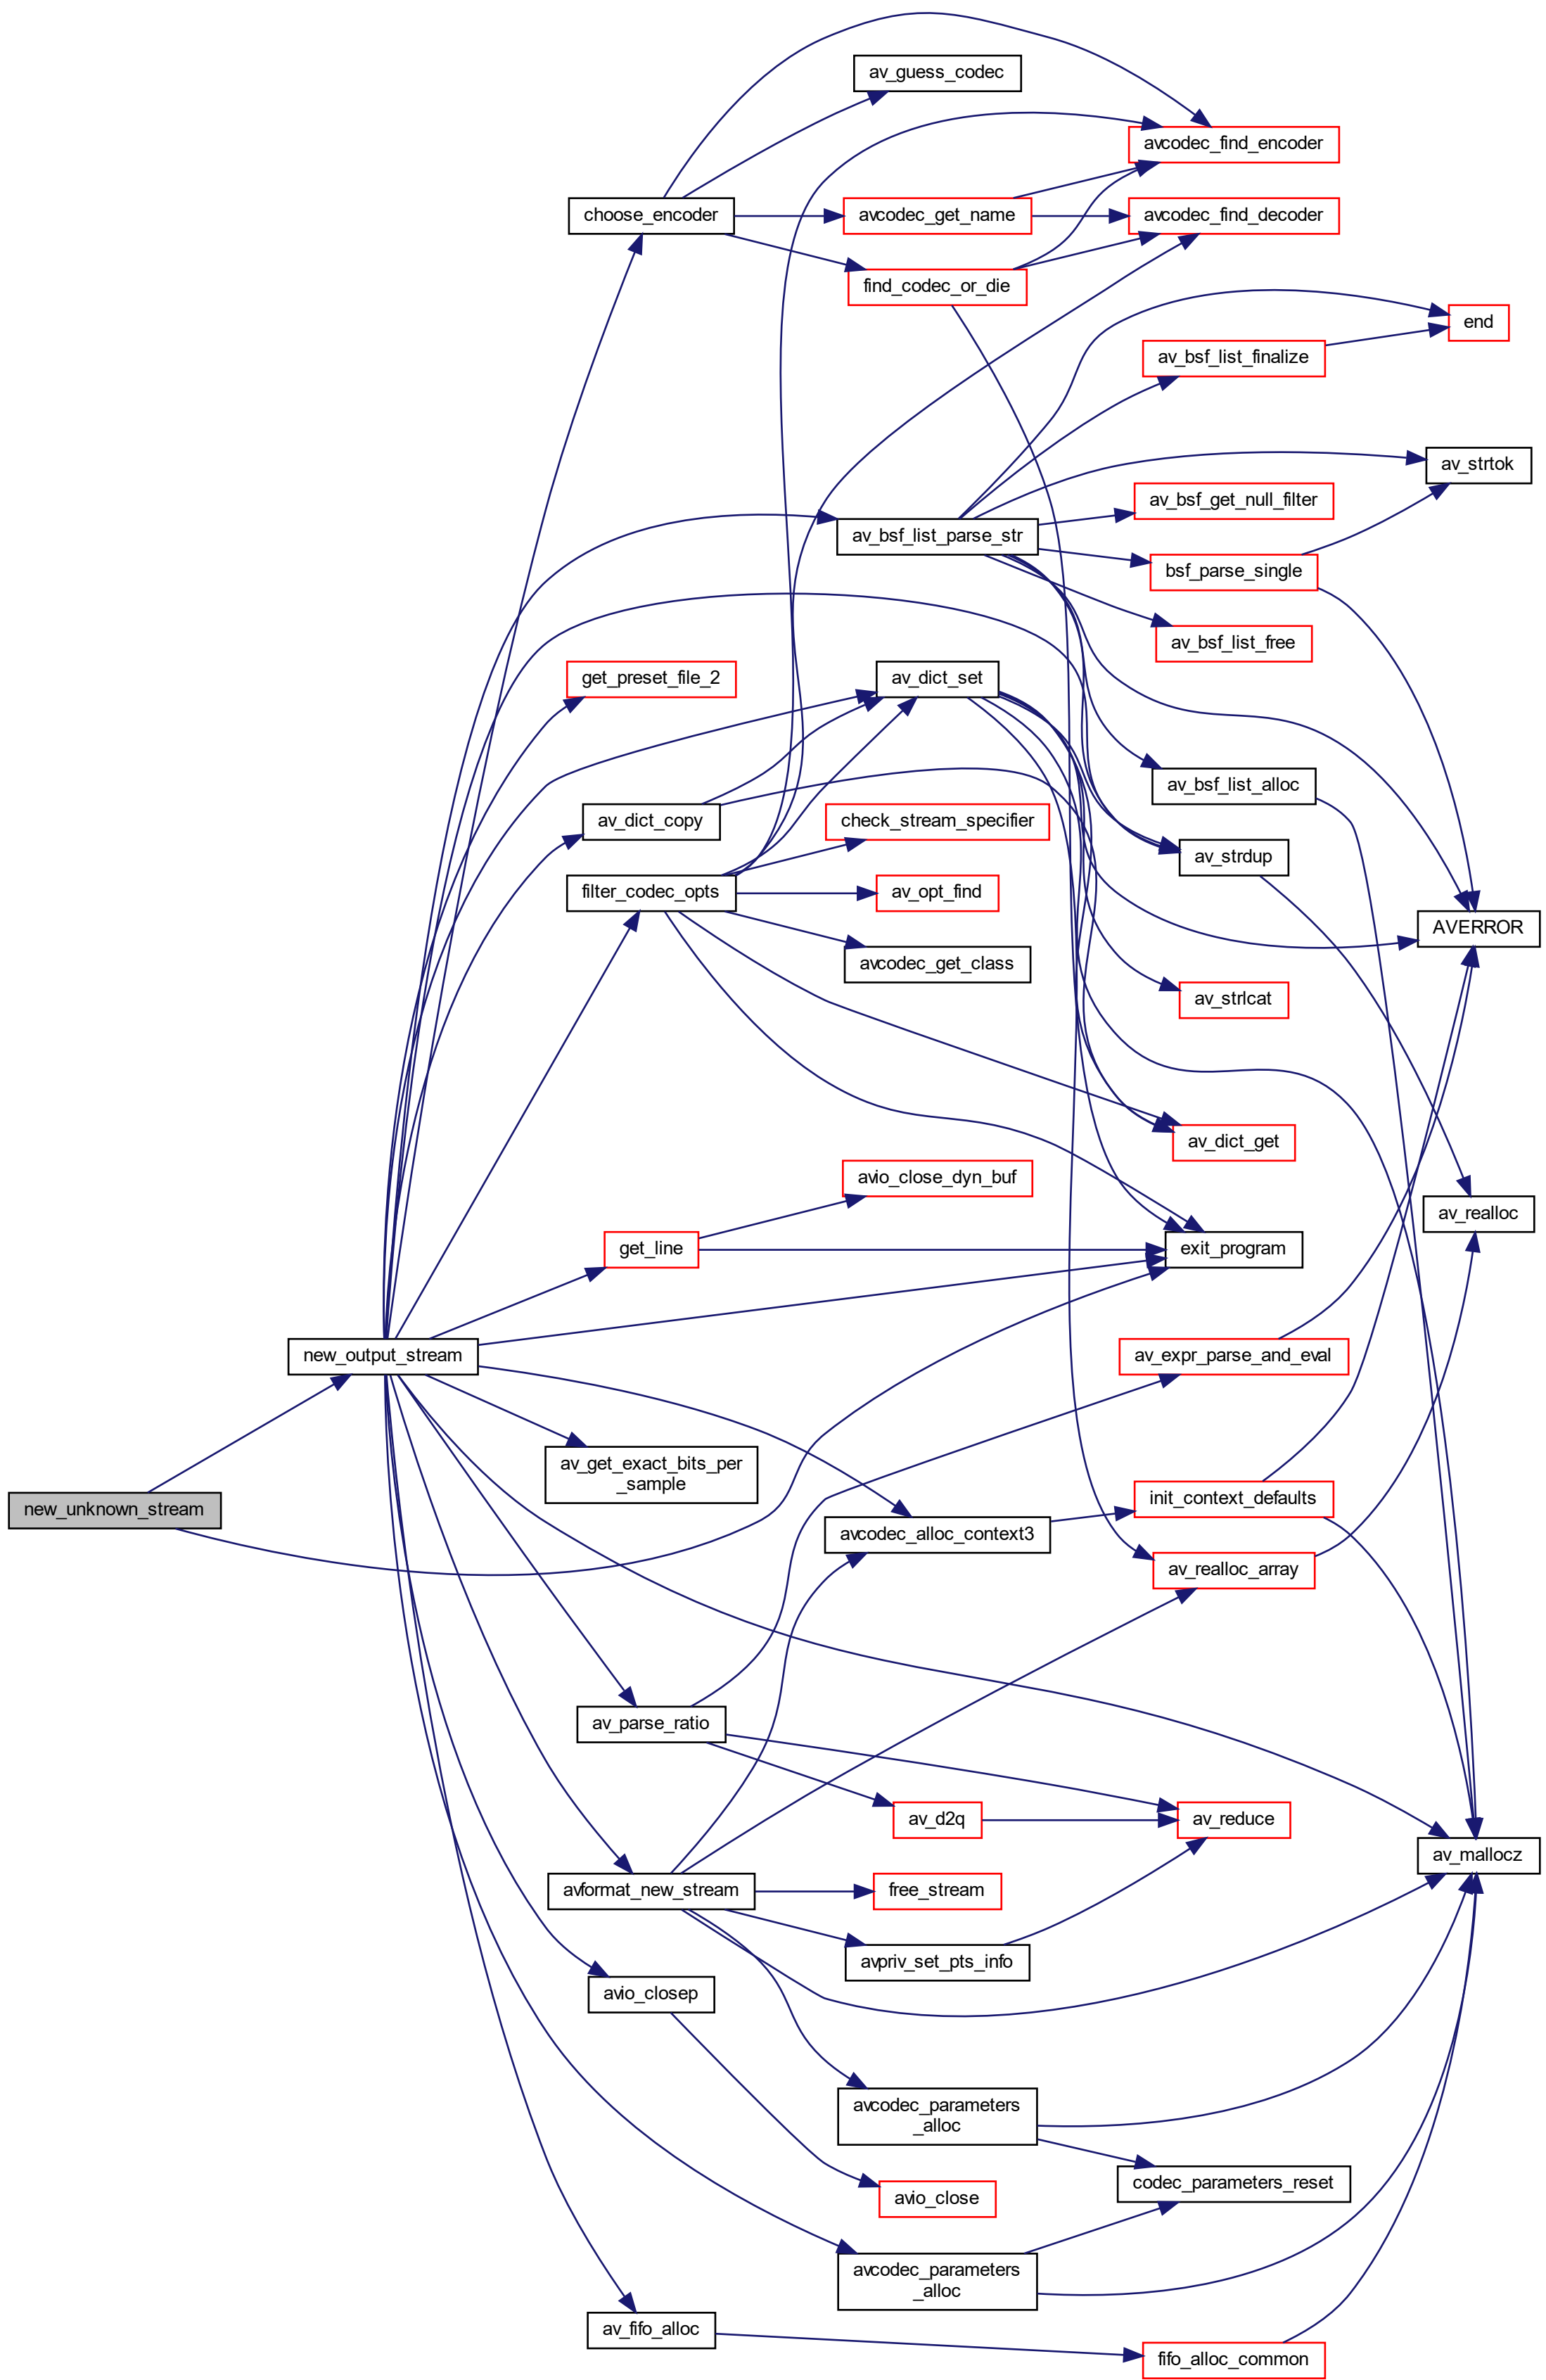 av_guess_codec
avcodec_find_encoder
choose_encoder
avcodec_get_name
avcodec_find_decoder
find_codec_or_die
end
av_bsf_list_finalize
av_strtok
av_bsf_get_null_filter
av_bsf_list_parse_str
bsf_parse_single
av_bsf_list_free
get_preset_file_2
av_dict_set
av_bsf_list_alloc
av_dict_copy
check_stream_specifier
av_strdup
filter_codec_opts
av_opt_find
AVERROR
avcodec_get_class
av_strlcat
av_dict_get
avio_close_dyn_buf
av_realloc
get_line
exit_program
new_output_stream
av_expr_parse_and_eval
av_get_exact_bits_per
_sample
new_unknown_stream
init_context_defaults
avcodec_alloc_context3
av_realloc_array
av_parse_ratio
av_d2q
av_reduce
av_mallocz
avformat_new_stream
free_stream
avpriv_set_pts_info
avio_closep
avcodec_parameters
_alloc
codec_parameters_reset
avio_close
avcodec_parameters
_alloc
av_fifo_alloc
fifo_alloc_common